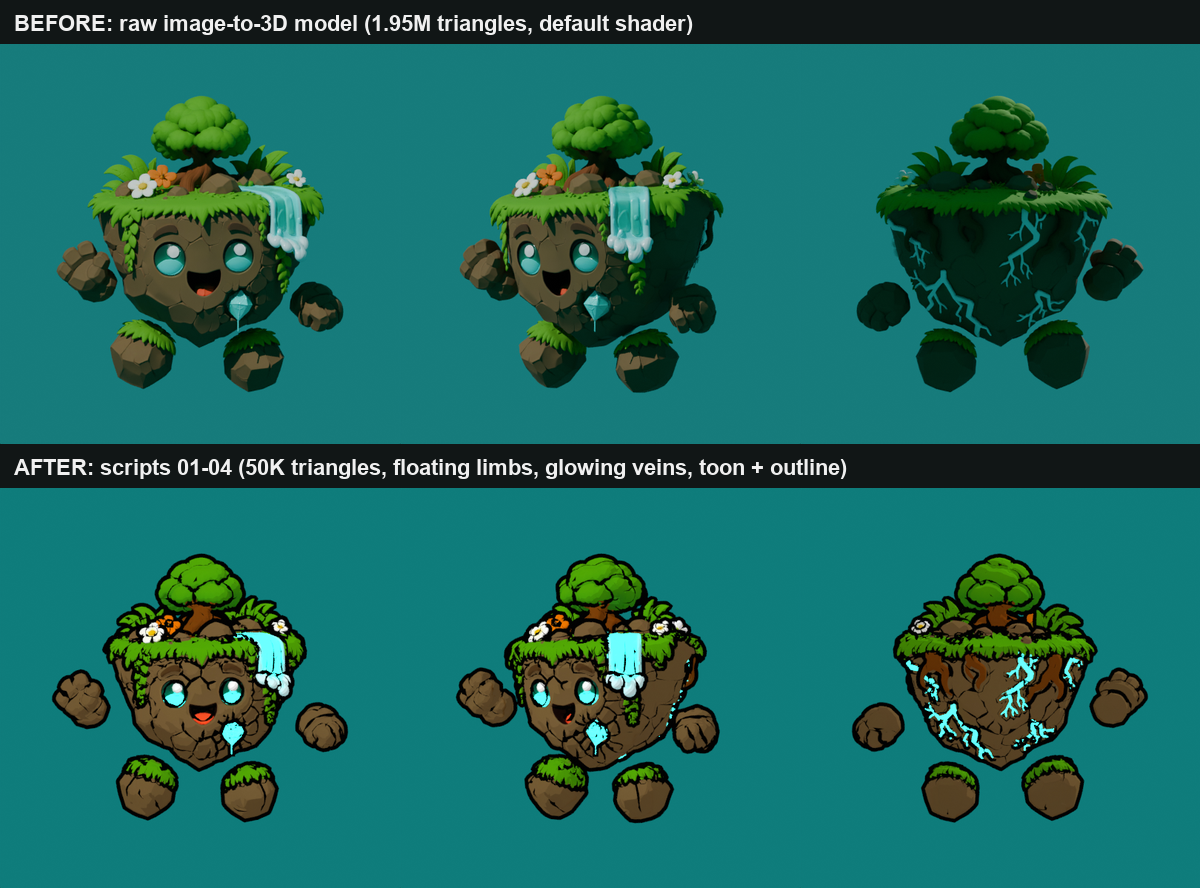 BEFORE: raw image-to-3D model (1.95M triangles, default shader)
AFTER: scripts 01-04 (50K triangles, floating limbs, glowing veins, toon + outline)